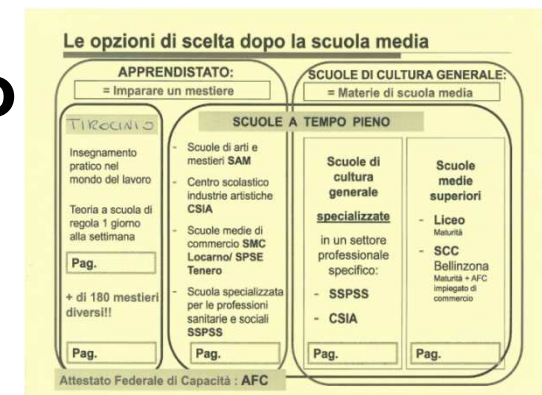 o
Le opzioni di scelta dopo la scuola media
APPRENDISTATO:
= Imparare un mestiere
SCUOLE DI CULTURA GENERALE:
= Materie di scuola media
SCUOLE A TEMPO PIENO
TIROCINIO
Insegnamento
pratico nel
mondo del lavoro
Teoria a scuola di
regola 1 giorno
alla settimana
Pag.
+ di 180 mestieri
diversi!!
Pag.
- Scuole di arti e
mestieri SAM
- Centro scolastico
industrie artistiche
CSIA
- Scuole medie di
commercio SMC
Locarno/ SPSE
Tenero
- Scuola specializzata
per le professioni
sanitarie e sociali
SSPSS
Pag.
Scuole di
cultura
generale
specializzate
in un settore
professionale
specifico:
- SSPSS
- CSIA
Pag.
Scuole
medie
superiori
- Liceo
Maturità
- SCC
Bellinzona
Maturità + AFC
impiegato di
commercio
Pag.
Attestato Federale di Capacità : AFC